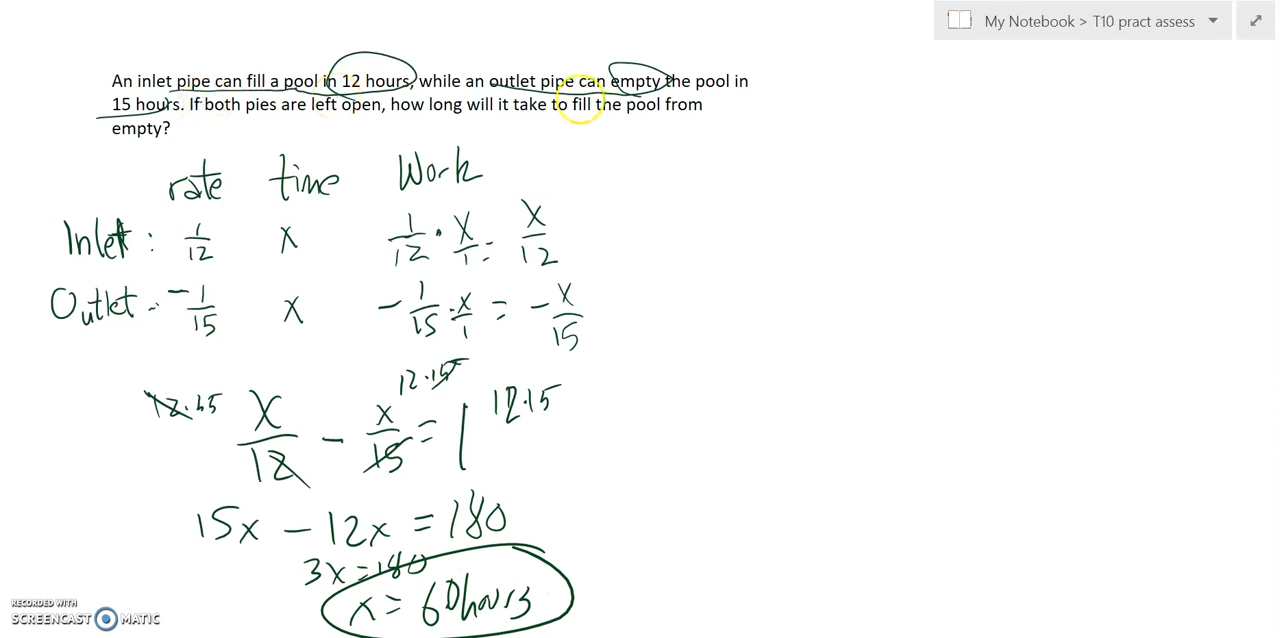 My Notebook > T10 pract assess
An inlet pipe can fill a pool in 12 hours, while an outlet pipe can empty the pool in
15 hours. If both pies are left open, how long will it take to fill the pool from
empty?
rate time Work
Inlet: 1/12 x 1/12 · x/1 = x/12
Outlet: -1/15 x -1/15 · x/1 = -x/15
12·15 12·15 12·15
x/12 - x/15 = 1
15x - 12x = 180
3x = 180
x = 60 hours
RECORDED WITH
SCREENCAST MATIC